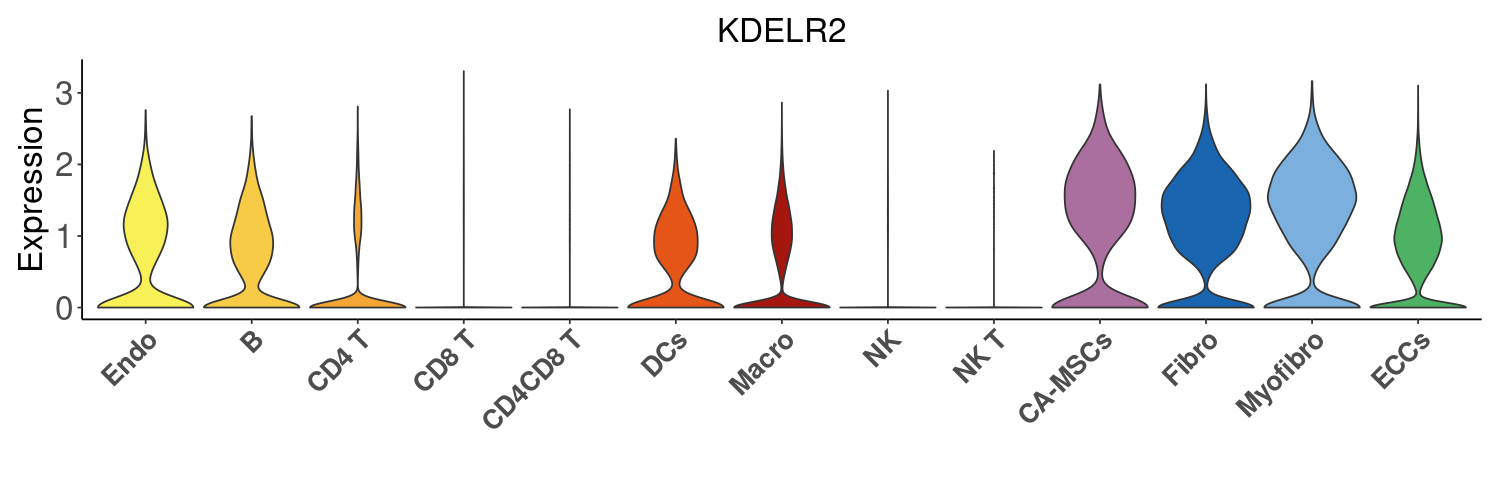 KDELR2
Expression
3
2
1
0
Endo
B
CD4 T
CD8 T
CD4CD8 T
DCs
Macro
NK
NK T
CA-MSCs
Fibro
Myofibro
ECCs